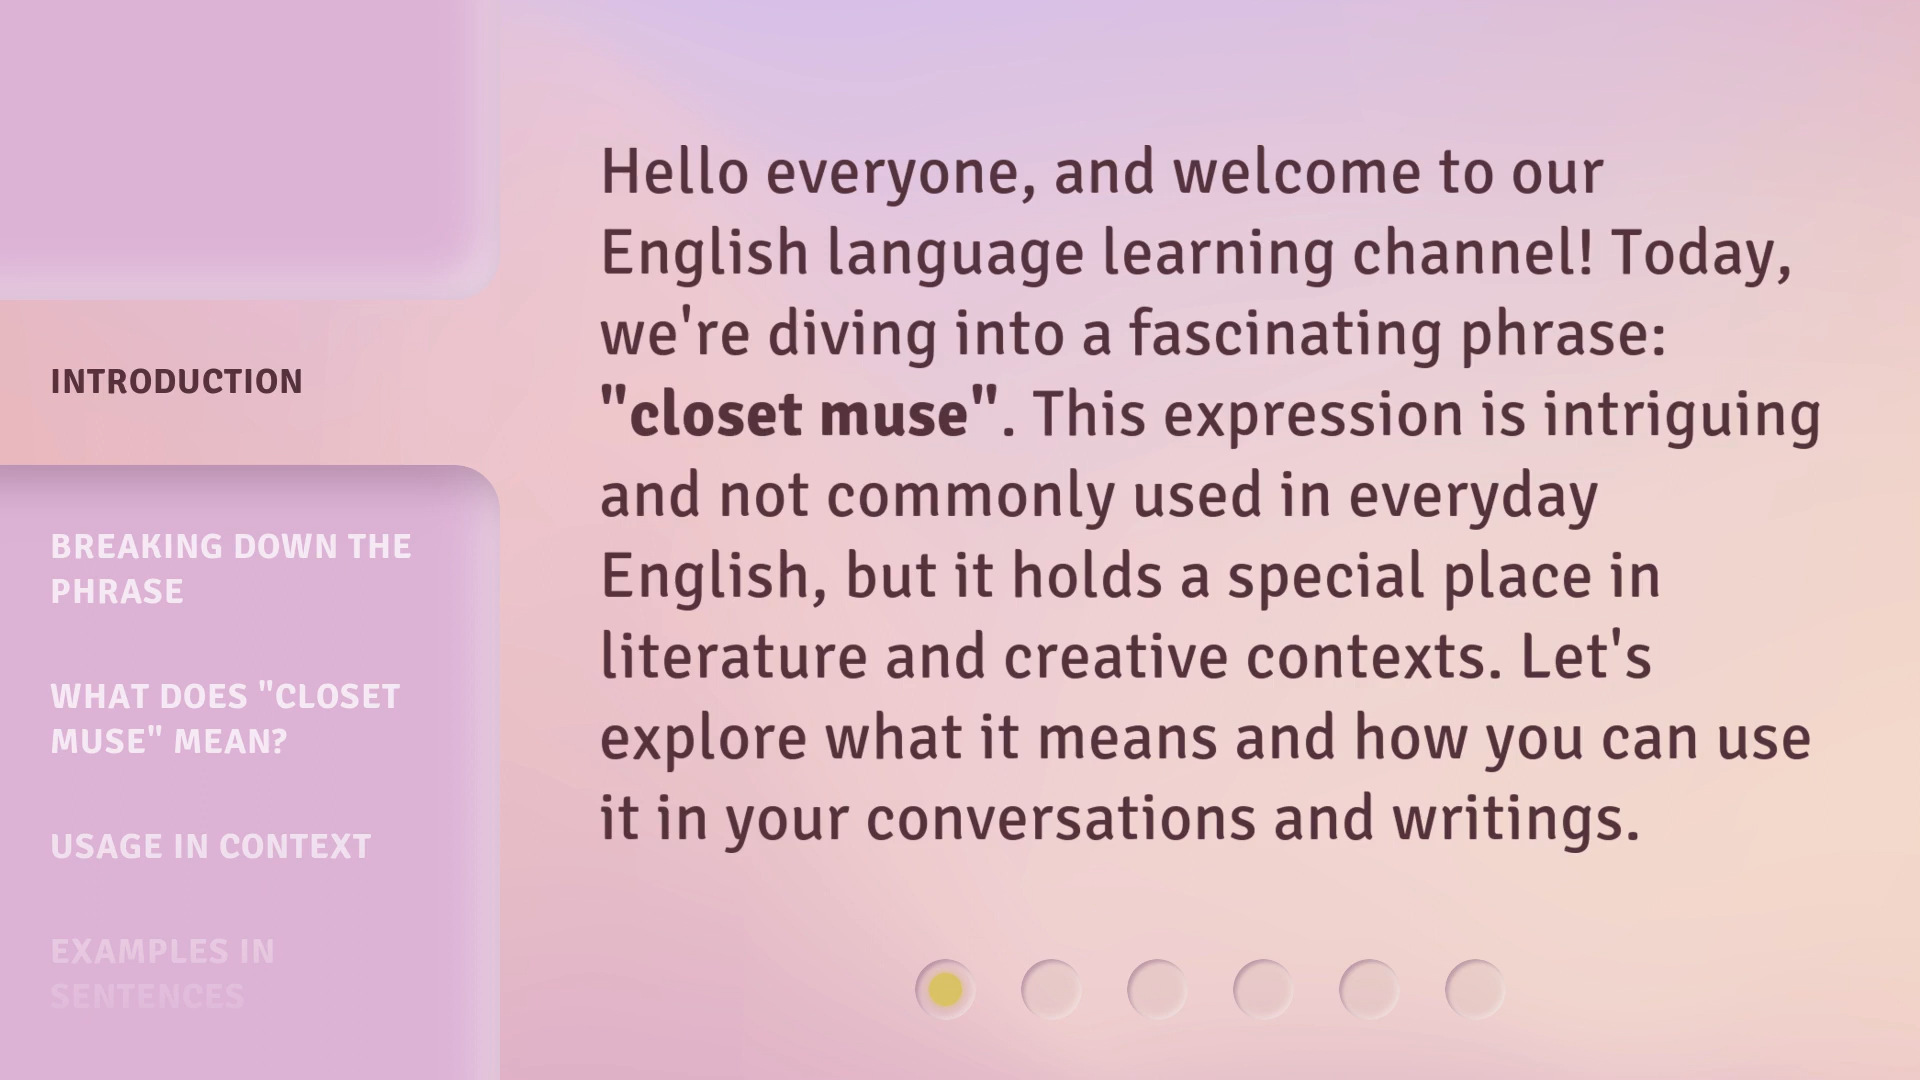 INTRODUCTION
BREAKING DOWN THE
PHRASE
WHAT DOES "CLOSET
MUSE" MEAN?
USAGE IN CONTEXT
EXAMPLES IN
SENTENCES
Hello everyone, and welcome to our
English language learning channel! Today,
we're diving into a fascinating phrase:
"closet muse". This expression is intriguing
and not commonly used in everyday
English, but it holds a special place in
literature and creative contexts. Let's
explore what it means and how you can use
it in your conversations and writings.